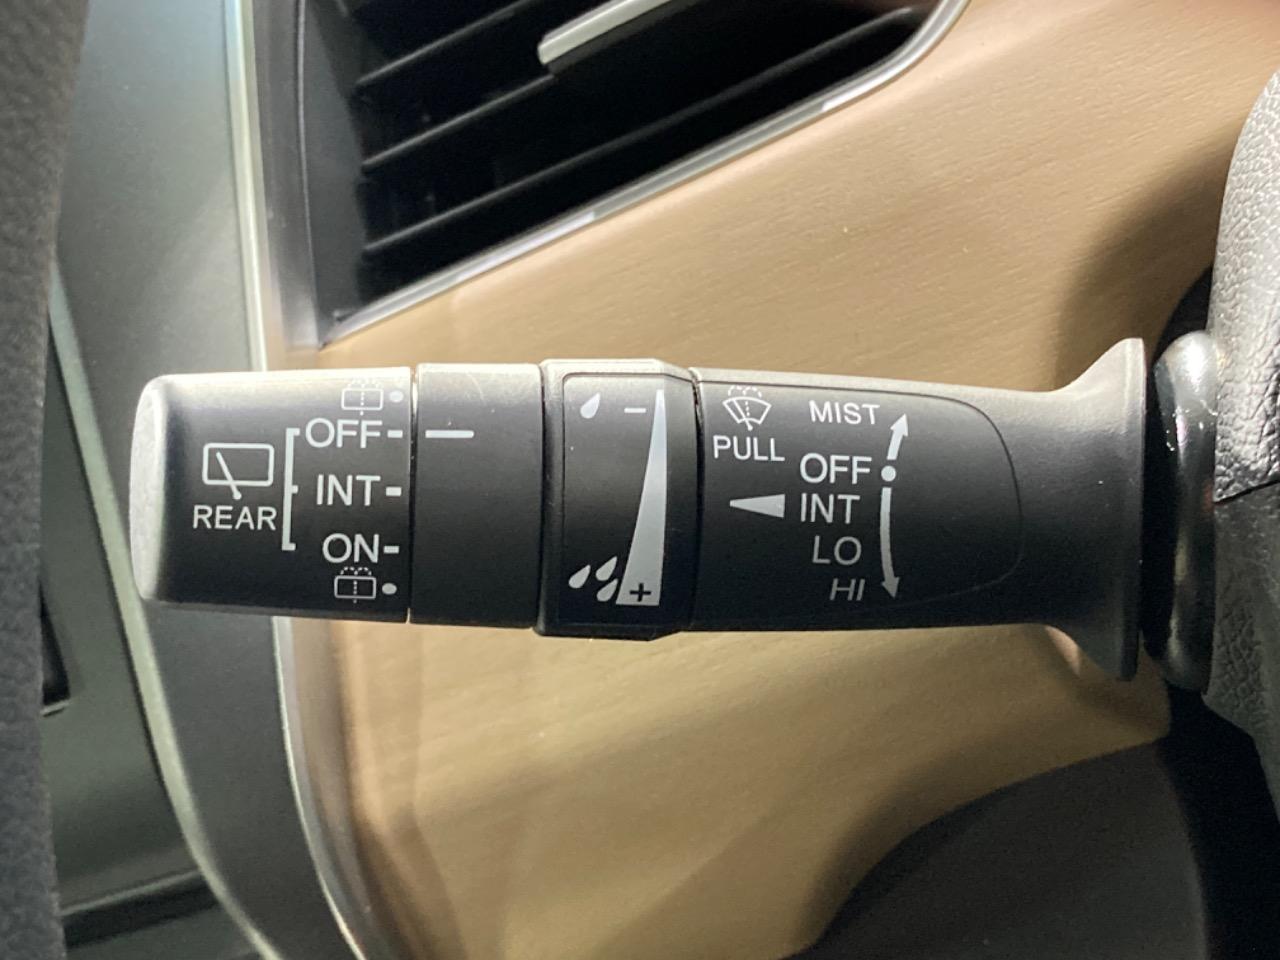 REAR
OFF
INT
ON
-
+
PULL
MIST
OFF
INT
LO
HI